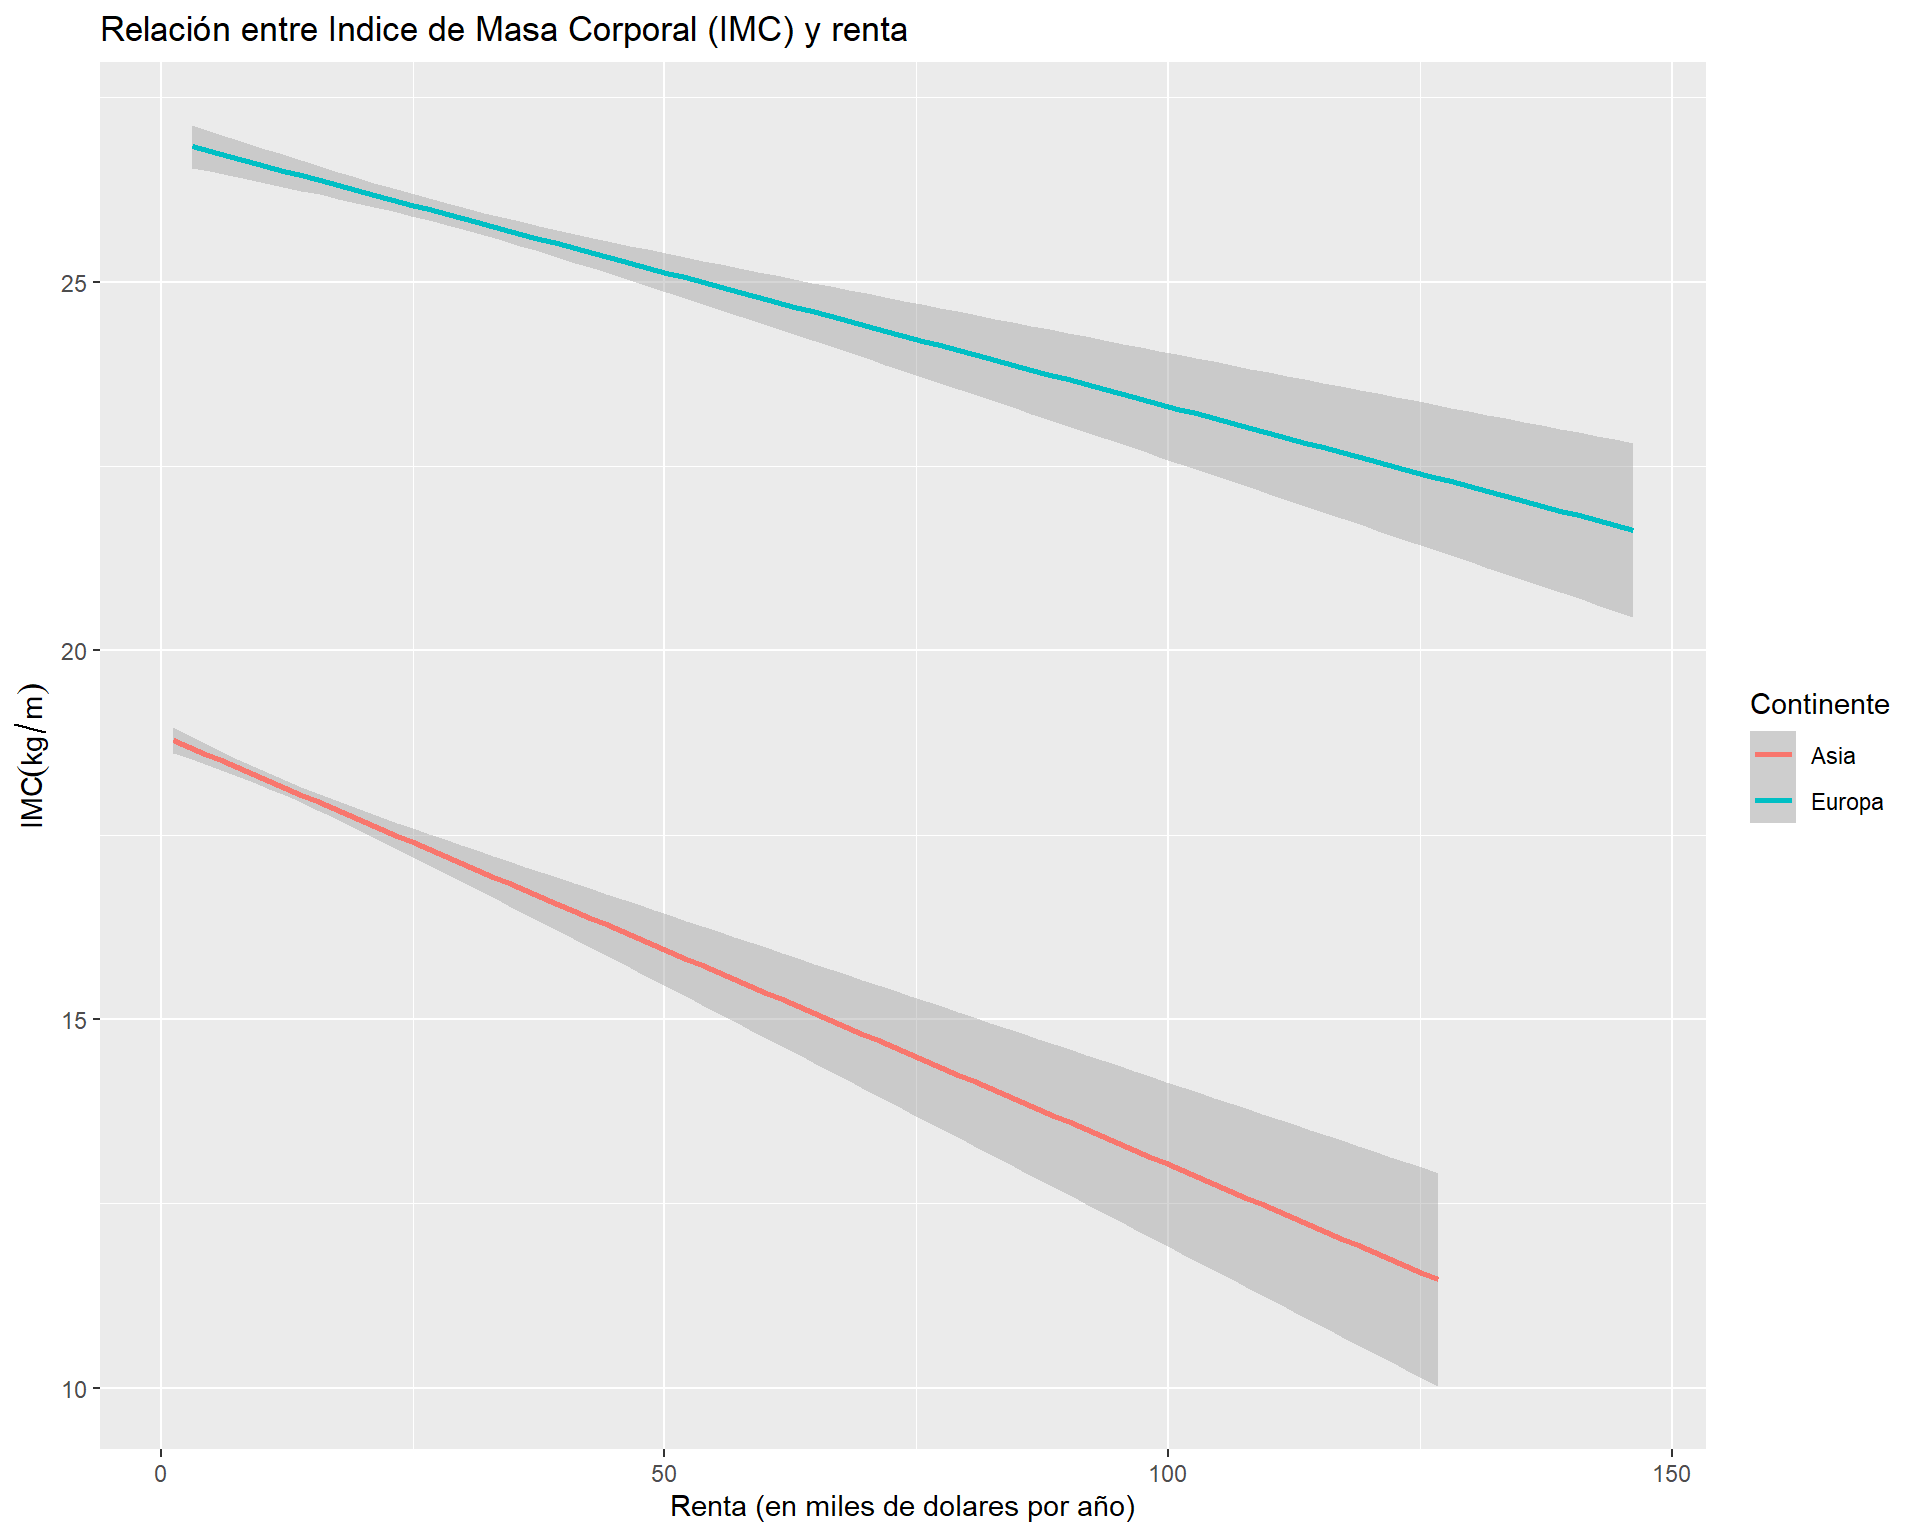 Relación entre Indice de Masa Corporal (IMC) y renta
25
20
15
10
IMC(kg/m)
0
50
100
150
Renta (en miles de dolares por año)
Continente
Asia
Europa